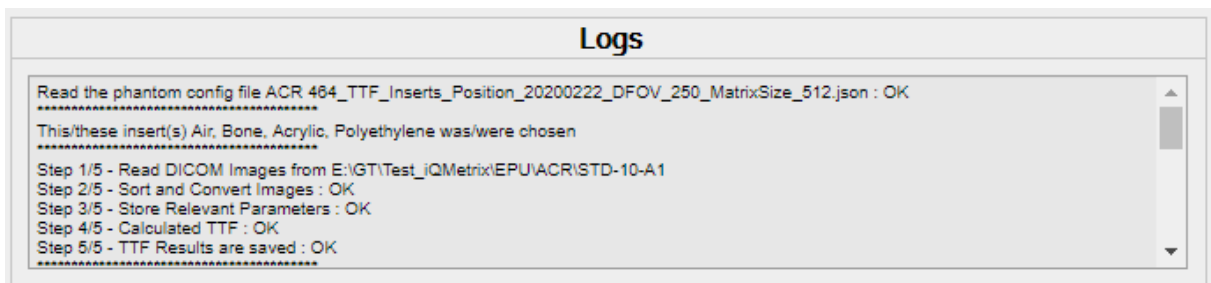 Logs
Read the phantom config file ACR 464_TTF_Inserts_Position_20200222_DFOV_250_MatrixSize_512.json : OK
*****************************************
This/these insert(s) Air, Bone, Acrylic, Polyethylene was/were chosen
*****************************************
Step 1/5 - Read DICOM Images from E:\GT\Test_iQMetrix\EPU\ACR\STD-10-A1
Step 2/5 - Sort and Convert Images : OK
Step 3/5 - Store Relevant Parameters : OK
Step 4/5 - Calculated TTF : OK
Step 5/5 - TTF Results are saved : OK
*****************************************